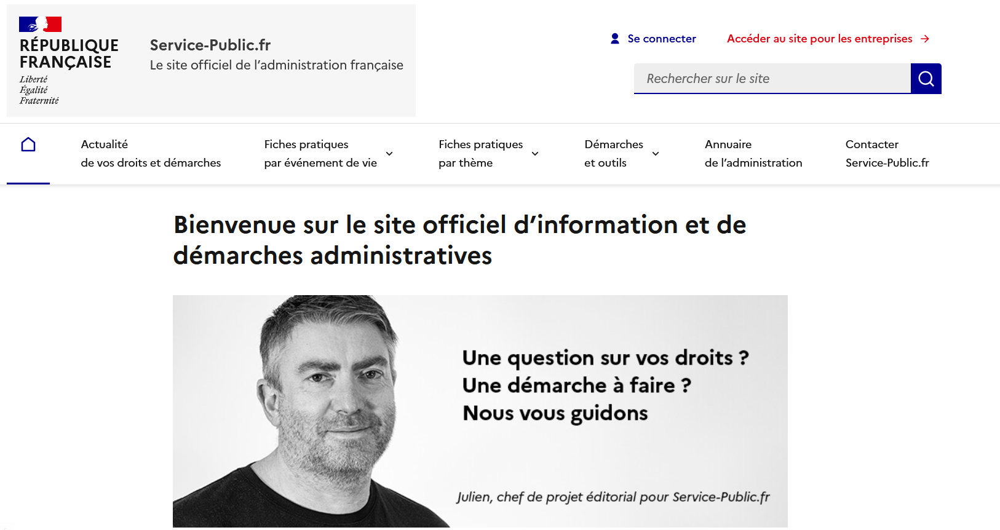 RÉPUBLIQUE
FRANÇAISE
Liberté
Égalité
Fraternité
Service-Public.fr
Le site officiel de l’administration française
Se connecter
Accéder au site pour les entreprises
Rechercher sur le site
Actualité
de vos droits et démarches
Fiches pratiques
par événement de vie
Fiches pratiques
par thème
Démarches
et outils
Annuaire
de l’administration
Contacter
Service-Public.fr
Bienvenue sur le site officiel d’information et de
démarches administratives
Une question sur vos droits ?
Une démarche à faire ?
Nous vous guidons
Julien, chef de projet éditorial pour Service-Public.fr